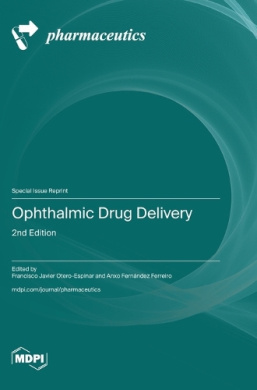 pharmaceutics
Special Issue Reprint
Ophthalmic Drug Delivery
2nd Edition
Edited by
Francisco Javier Otero-Espinar and Anxo Fernández Ferreiro
mdpi.com/journal/pharmaceutics
MDPI